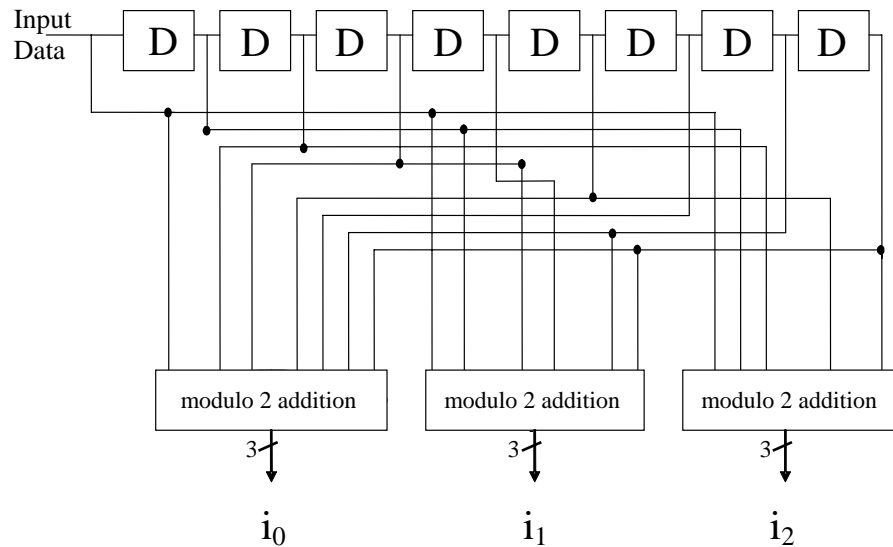 Input
Data
D D D D D D D D
modulo 2 addition modulo 2 addition modulo 2 addition
3 3 3
i0 i1 i2